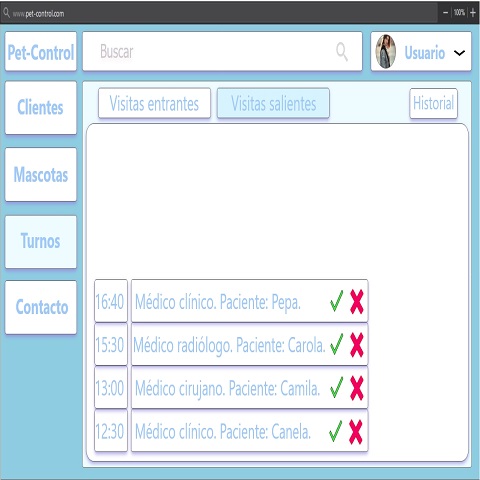 www.pet-control.com
100%
Pet-Control
Buscar
Usuario
Clientes
Mascotas
Turnos
Contacto
Visitas entrantes
Visitas salientes
Historial
16:40 Médico clínico. Paciente: Pepa.
15:30 Médico radiólogo. Paciente: Carola.
13:00 Médico cirujano. Paciente: Camila.
12:30 Médico clínico. Paciente: Canela.